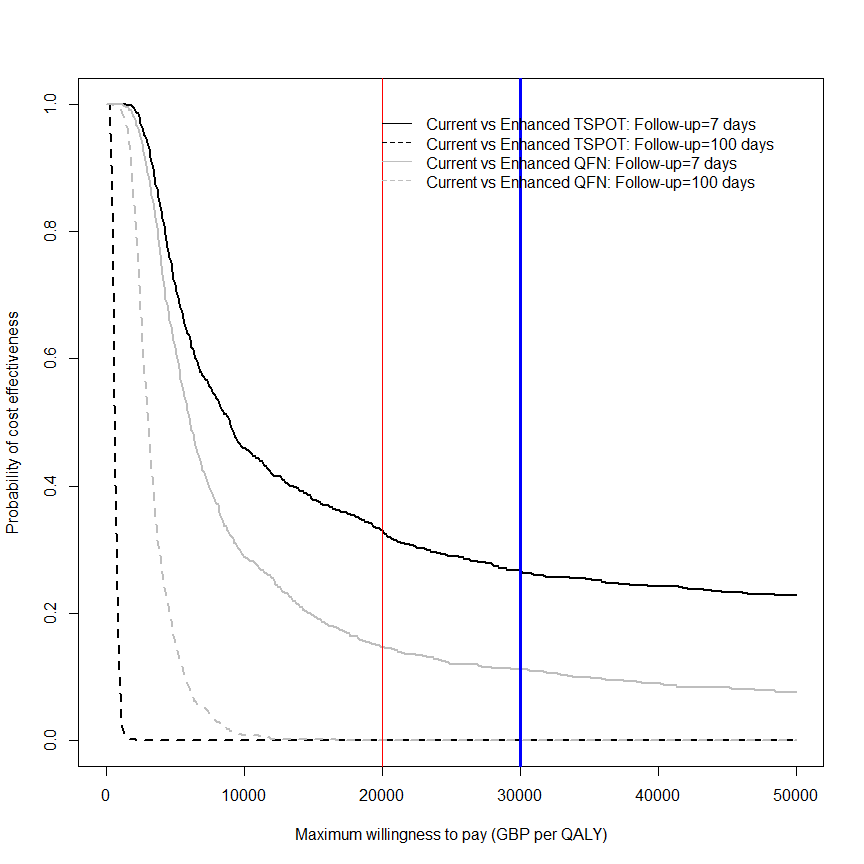 Current vs Enhanced TSPOT: Follow-up=7 days
Current vs Enhanced TSPOT: Follow-up=100 days
Current vs Enhanced QFN: Follow-up=7 days
Current vs Enhanced QFN: Follow-up=100 days
Probability of cost effectiveness
1.0
0.8
0.6
0.4
0.2
0.0
0 10000 20000 30000 40000 50000
Maximum willingness to pay (GBP per QALY)